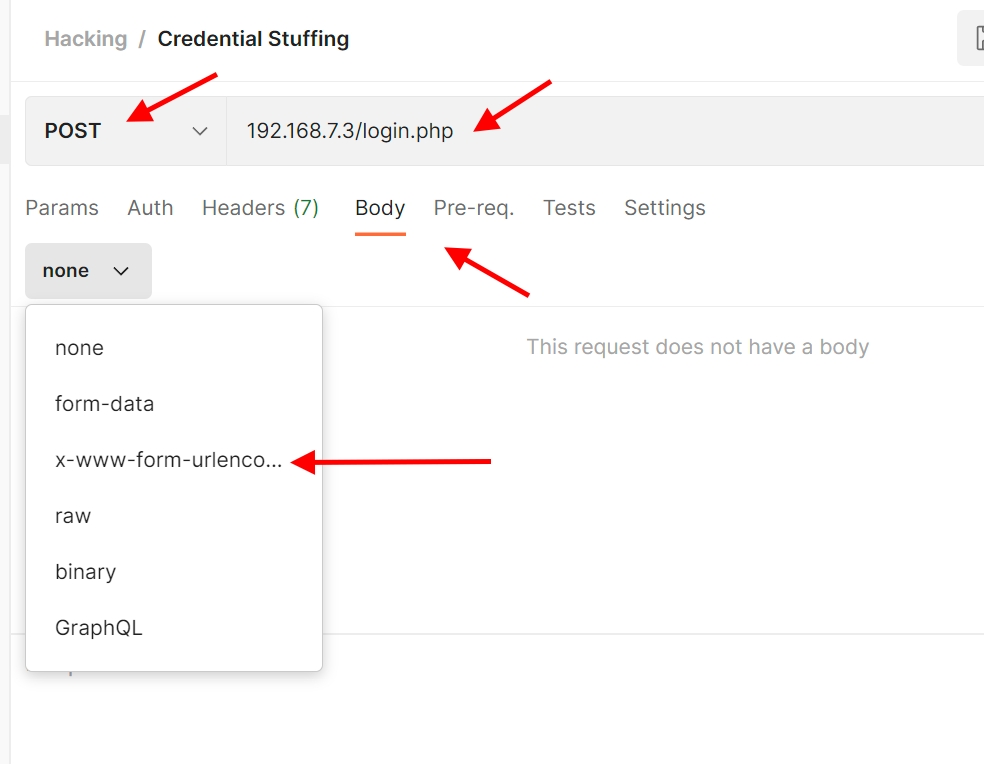 Hacking / Credential Stuffing
POST 192.168.7.3/login.php
Params Auth Headers (7) Body Pre-req. Tests Settings
none
none
This request does not have a body
form-data
x-www-form-urlenco...
raw
binary
GraphQL